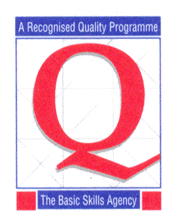 A Recognised Quality Programme
Q
The Basic Skills Agency